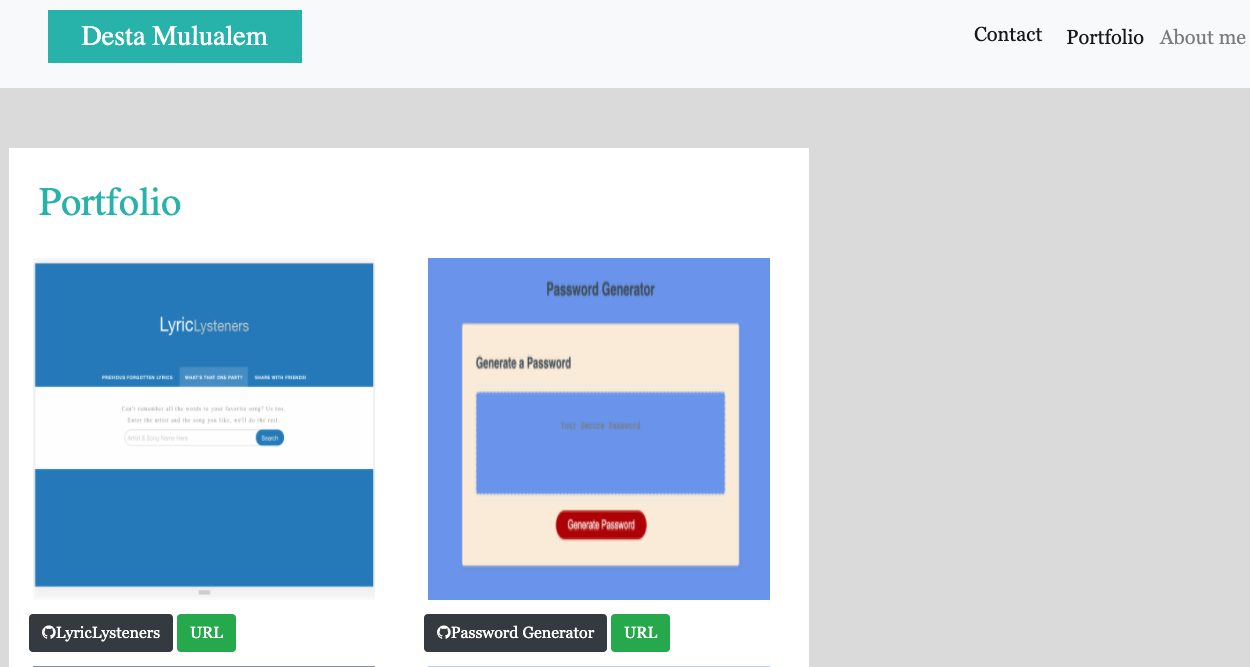 Desta Mulualem
Contact Portfolio About me
Portfolio
LyricLysteners
PREVIOUS FORGOTTEN LYRICS WHAT'S THAT ONE PART? SHARE WITH FRIENDS!
Can't remember all the words to your favorite song? Us too.
Enter the artist and the song you like, we'll do the rest.
Artist & Song Name Here Search
Password Generator
Generate a Password
Your Secure Password
Generate Password
LyricLysteners URL
Password Generator URL